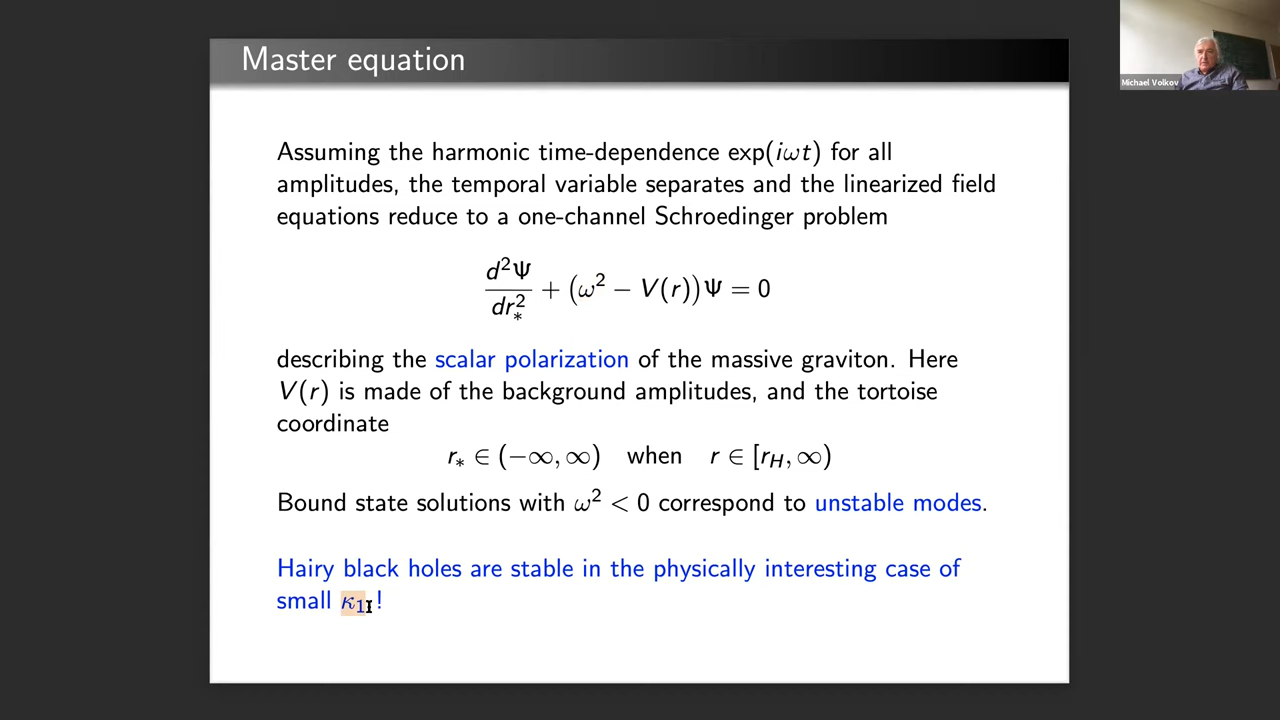 Master equation
Michael Volkov
Assuming the harmonic time-dependence exp(iωt) for all
amplitudes, the temporal variable separates and the linearized field
equations reduce to a one-channel Schroedinger problem
d²Ψ/dr∗² + (ω² − V(r))Ψ = 0
describing the scalar polarization of the massive graviton. Here
V(r) is made of the background amplitudes, and the tortoise
coordinate
r∗ ∈ (−∞, ∞) when r ∈ [r_H, ∞)
Bound state solutions with ω² < 0 correspond to unstable modes.
Hairy black holes are stable in the physically interesting case of
small κ₁ !